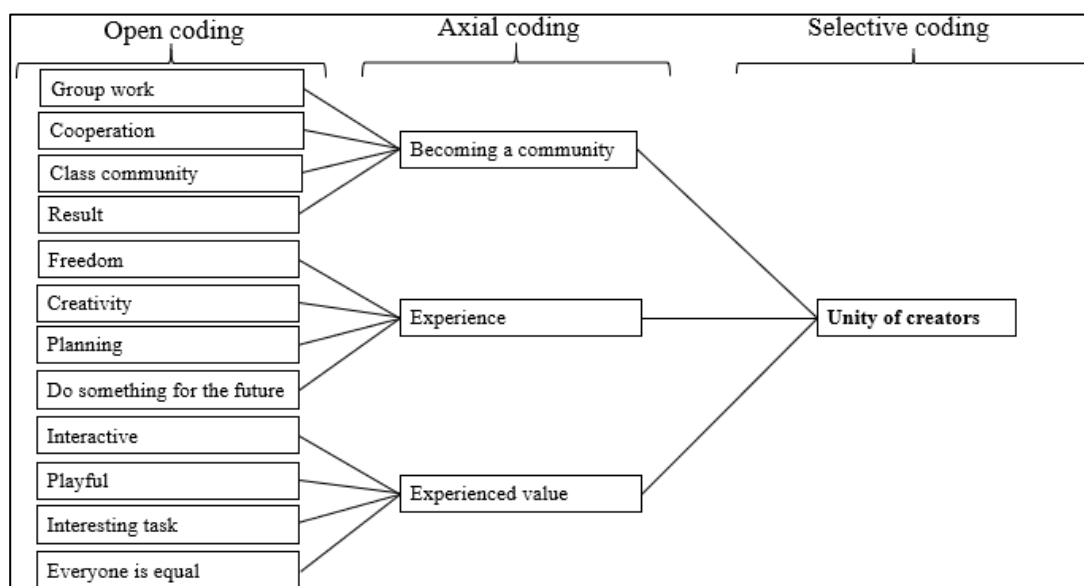 Open coding
Axial coding
Selective coding
Group work
Cooperation
Class community
Result
Freedom
Creativity
Planning
Do something for the future
Interactive
Playful
Interesting task
Everyone is equal
Becoming a community
Experience
Experienced value
Unity of creators